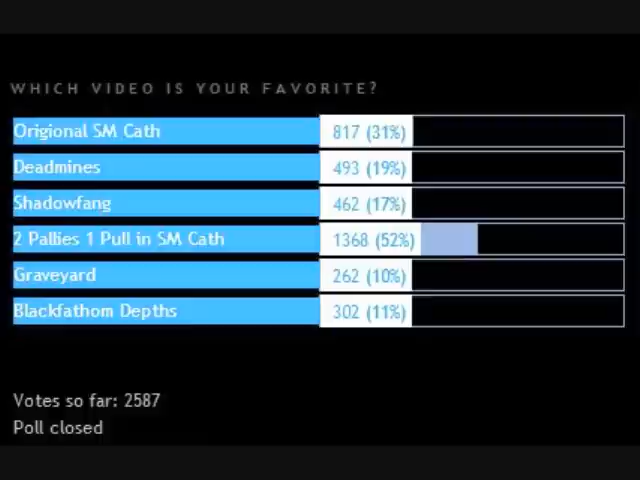 WHICH VIDEO IS YOUR FAVORITE?
Origional SM Cath 817 (31%)
Deadmines 493 (19%)
Shadowfang 462 (17%)
2 Pallies 1 Pull in SM Cath 1368 (52%)
Graveyard 262 (10%)
Blackfathom Depths 302 (11%)
Votes so far: 2587
Poll closed